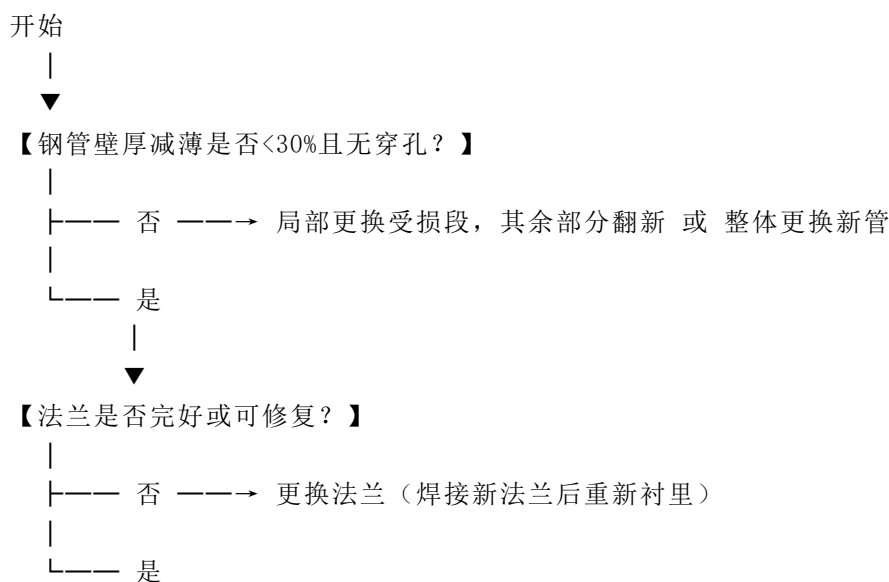 开始
【钢管壁厚减薄是否<30%且无穿孔？】
否 ——→ 局部更换受损段，其余部分翻新 或 整体更换新管
是
【法兰是否完好或可修复？】
否 ——→ 更换法兰（焊接新法兰后重新衬里）
是